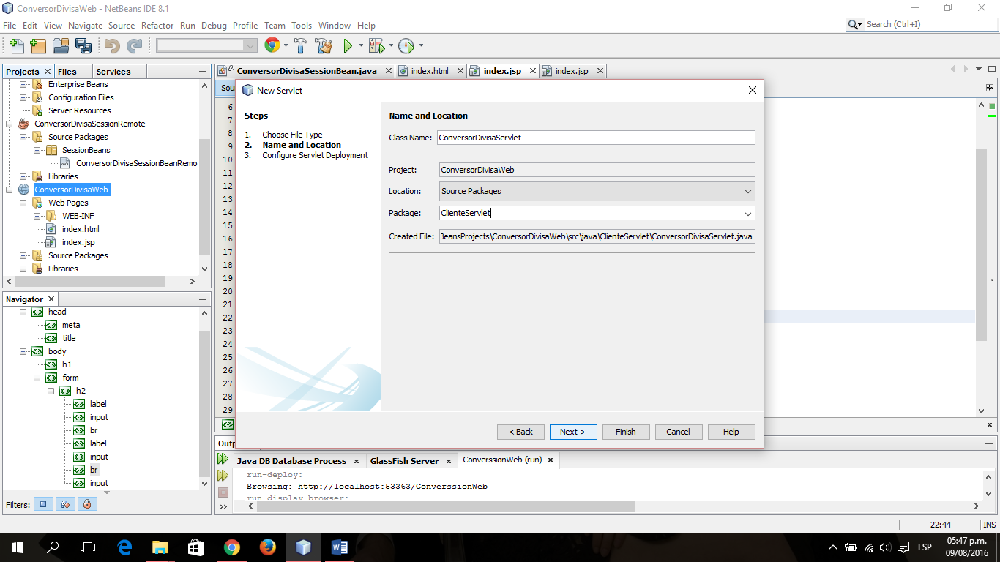 ConversorDivisaWeb - NetBeans IDE 8.1
File Edit View Navigate Source Refactor Run Debug Profile Team Tools Window Help
Search (Ctrl+I)
Projects Files Services
Enterprise Beans
Configuration Files
Server Resources
ConversorDivisaSessionRemote
Source Packages
SessionBeans
ConversorDivisaSessionBeanRemot
Libraries
ConversorDivisaWeb
Web Pages
WEB-INF
index.html
index.jsp
Source Packages
Libraries
Navigator
head
meta
title
body
h1
form
h2
label
input
br
label
input
br
input
Filters:
ConversorDivisaSessionBean.java index.html index.jsp index.jsp
Sou
6
7
8
9
10
11
12
13
14
15
16
17
18
19
20
21
22
23
24
25
26
27
28
29
New Servlet
Steps
1. Choose File Type
2. Name and Location
3. Configure Servlet Deployment
Name and Location
Class Name: ConversorDivisaServlet
Project: ConversorDivisaWeb
Location: Source Packages
Package: ClienteServlet
Created File: BeansProjects\ConversorDivisaWeb\src\java\ClienteServlet\ConversorDivisaServlet.java
< Back Next > Finish Cancel Help
Outp
Java DB Database Process GlassFish Server ConverssionWeb (run)
run-deploy:
Browsing: http://localhost:53363/ConverssionWeb
run-display-browser:
22:44 INS
ESP
05:47 p.m.
09/08/2016